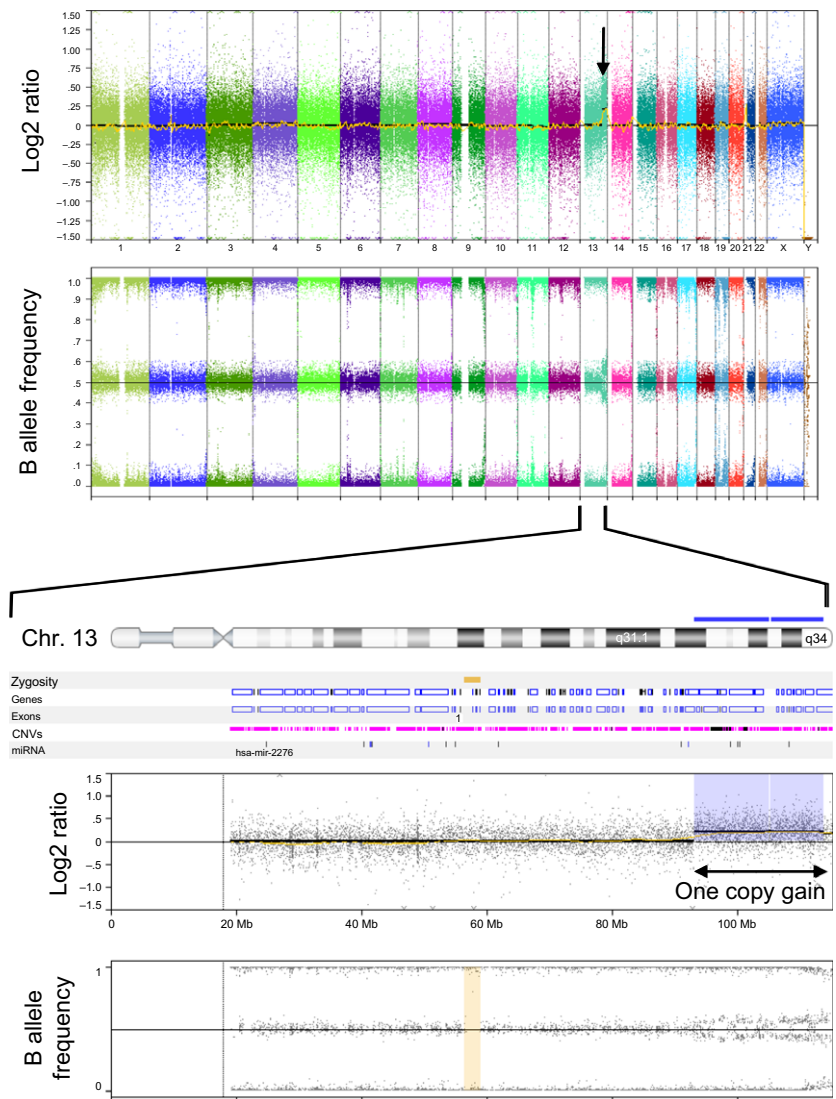 Log2 ratio
1.50
1.25
1.00
.75
.50
.25
0
−.25
−.50
−.75
−1.00
−1.25
−1.50
1 2 3 4 5 6 7 8 9 10 11 12 13 14 15 16 17 18 19 20 21 22 X Y
B allele frequency
1.0
.9
.8
.7
.6
.5
.4
.3
.2
.1
.0
Chr. 13
q31.1
q34
Zygosity
Genes
Exons
1
CNVs
miRNA
hsa-mir-2276
Log2 ratio
1.5
1.0
.5
0
−.5
−1.0
−1.5
One copy gain
0 20 Mb 40 Mb 60 Mb 80 Mb 100 Mb
B allele
frequency
1
0